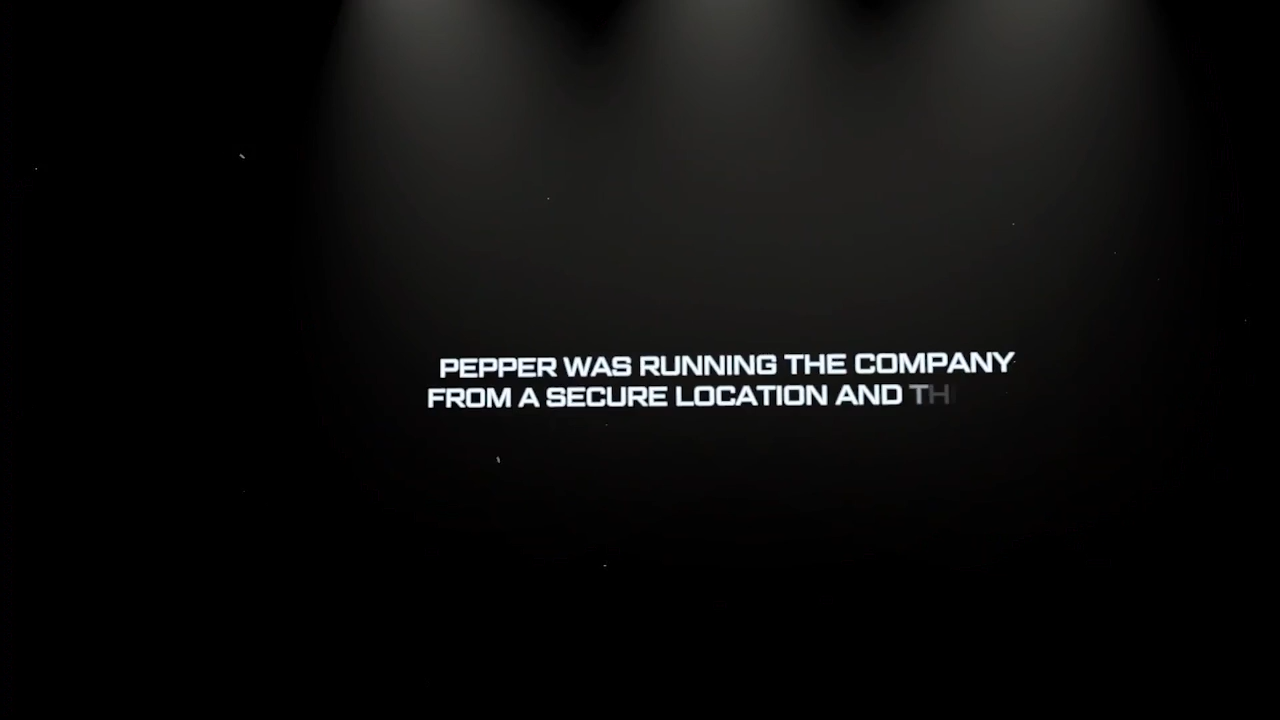 PEPPER WAS RUNNING THE COMPANY
FROM A SECURE LOCATION AND